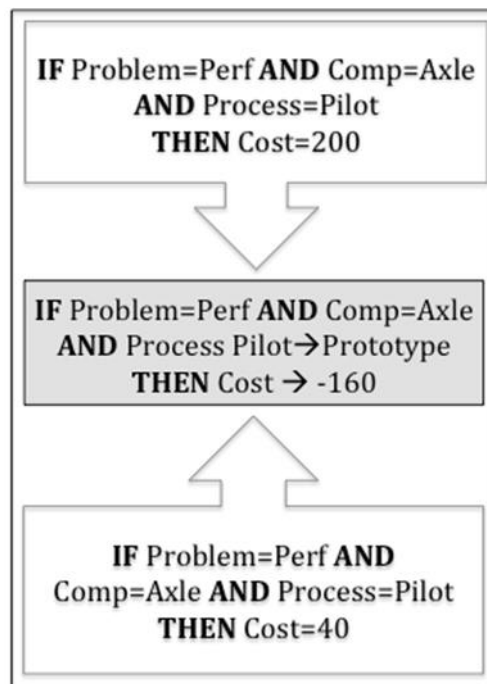 IF Problem=Perf AND Comp=Axle
AND Process=Pilot
THEN Cost=200
IF Problem=Perf AND Comp=Axle
AND Process Pilot→Prototype
THEN Cost → -160
IF Problem=Perf AND
Comp=Axle AND Process=Pilot
THEN Cost=40